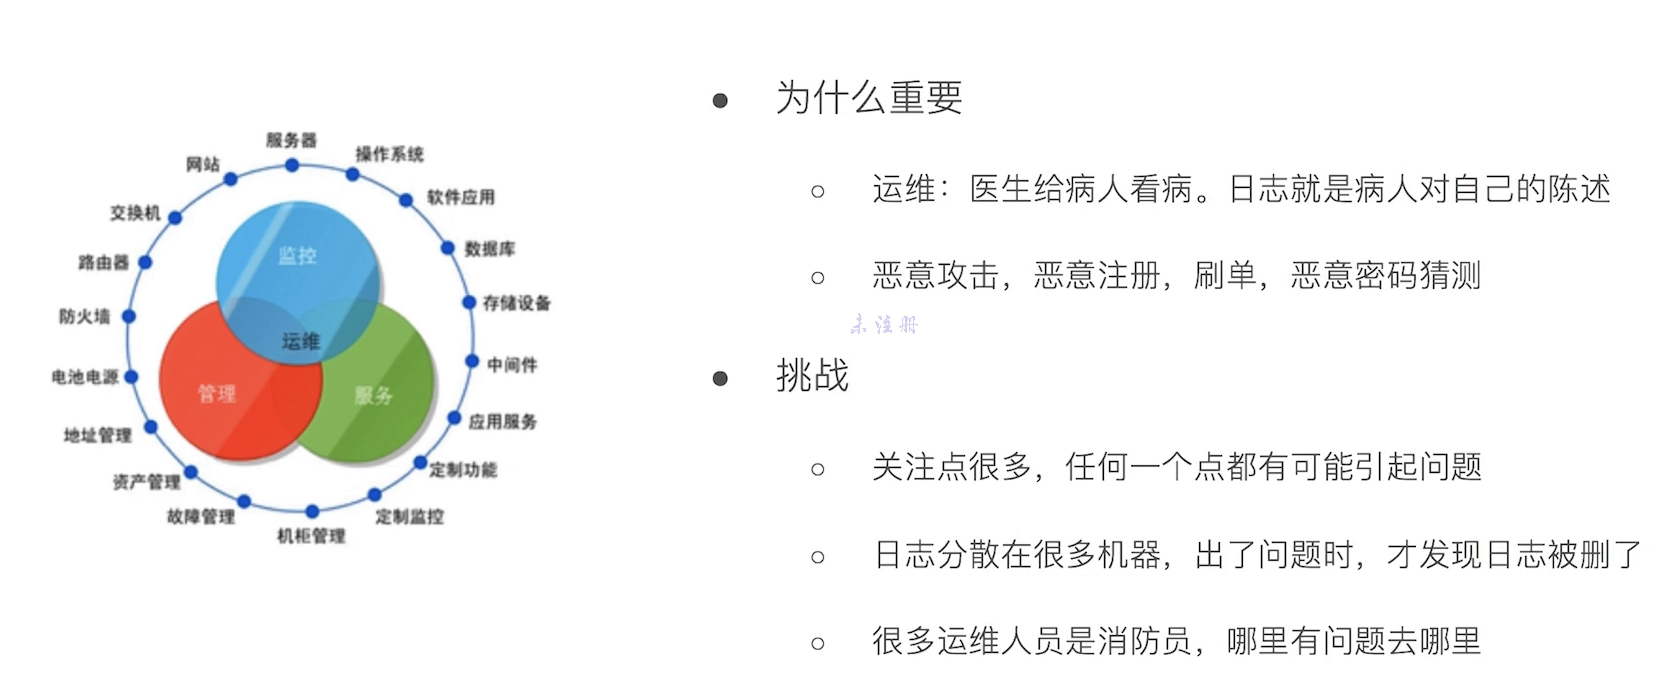 服务器
操作系统
软件应用
数据库
存储设备
中间件
应用服务
定制功能
定制监控
机柜管理
故障管理
资产管理
地址管理
电池电源
防火墙
路由器
交换机
网站
监控
运维
管理
服务
● 为什么重要
○ 运维：医生给病人看病。日志就是病人对自己的陈述
○ 恶意攻击，恶意注册，刷单，恶意密码猜测
未注册
● 挑战
○ 关注点很多，任何一个点都有可能引起问题
○ 日志分散在很多机器，出了问题时，才发现日志被删了
○ 很多运维人员是消防员，哪里有问题去哪里